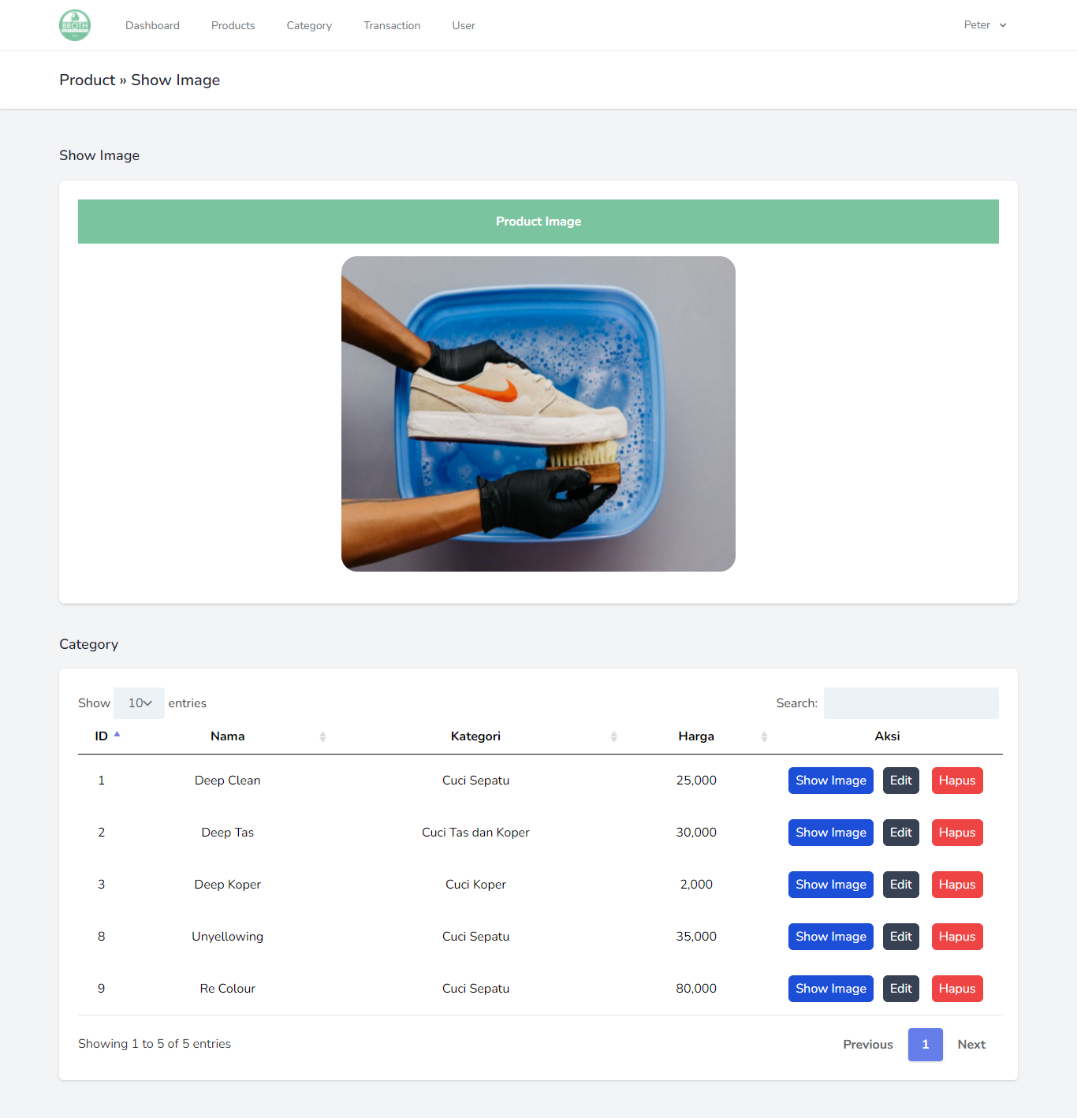 BROTH
Dashboard Products Category Transaction User Peter
Product » Show Image
Show Image
Product Image
Category
Show 10 entries Search:
ID Nama Kategori Harga Aksi
1 Deep Clean Cuci Sepatu 25,000 Show Image Edit Hapus
2 Deep Tas Cuci Tas dan Koper 30,000 Show Image Edit Hapus
3 Deep Koper Cuci Koper 2,000 Show Image Edit Hapus
8 Unyellowing Cuci Sepatu 35,000 Show Image Edit Hapus
9 Re Colour Cuci Sepatu 80,000 Show Image Edit Hapus
Showing 1 to 5 of 5 entries Previous 1 Next